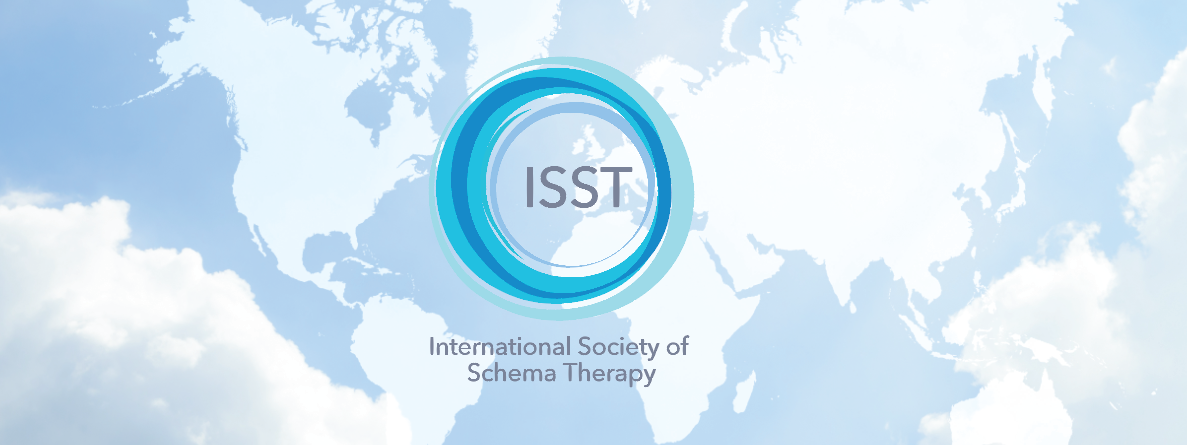 ISST
International Society of
Schema Therapy